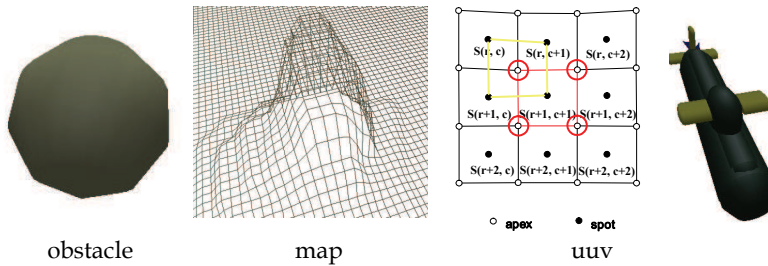 S(r, c)
S(r, c+1)
S(r, c+2)
S(r+1, c)
S(r+1, c+1)
S(r+1, c+2)
S(r+2, c)
S(r+2, c+1)
S(r+2, c+2)
apex
spot
obstacle
map
uuv